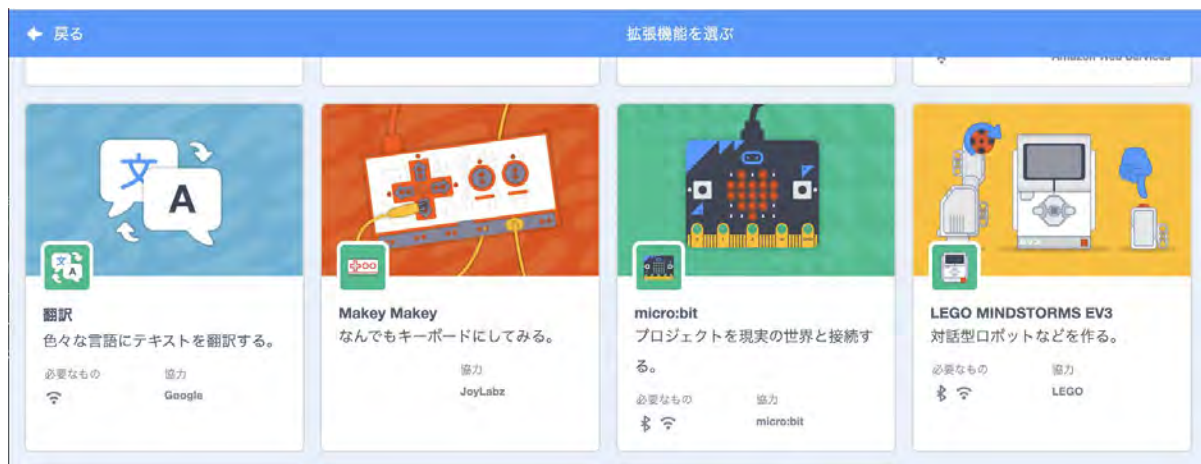 戻る
拡張機能を選ぶ
Amazon Web Services
文
A
翻訳
色々な言語にテキストを翻訳する。
必要なもの
協力
Google
Makey Makey
なんでもキーボードにしてみる。
協力
JoyLabz
micro:bit
プロジェクトを現実の世界と接続す
る。
必要なもの
協力
micro:bit
LEGO MINDSTORMS EV3
対話型ロボットなどを作る。
必要なもの
協力
LEGO